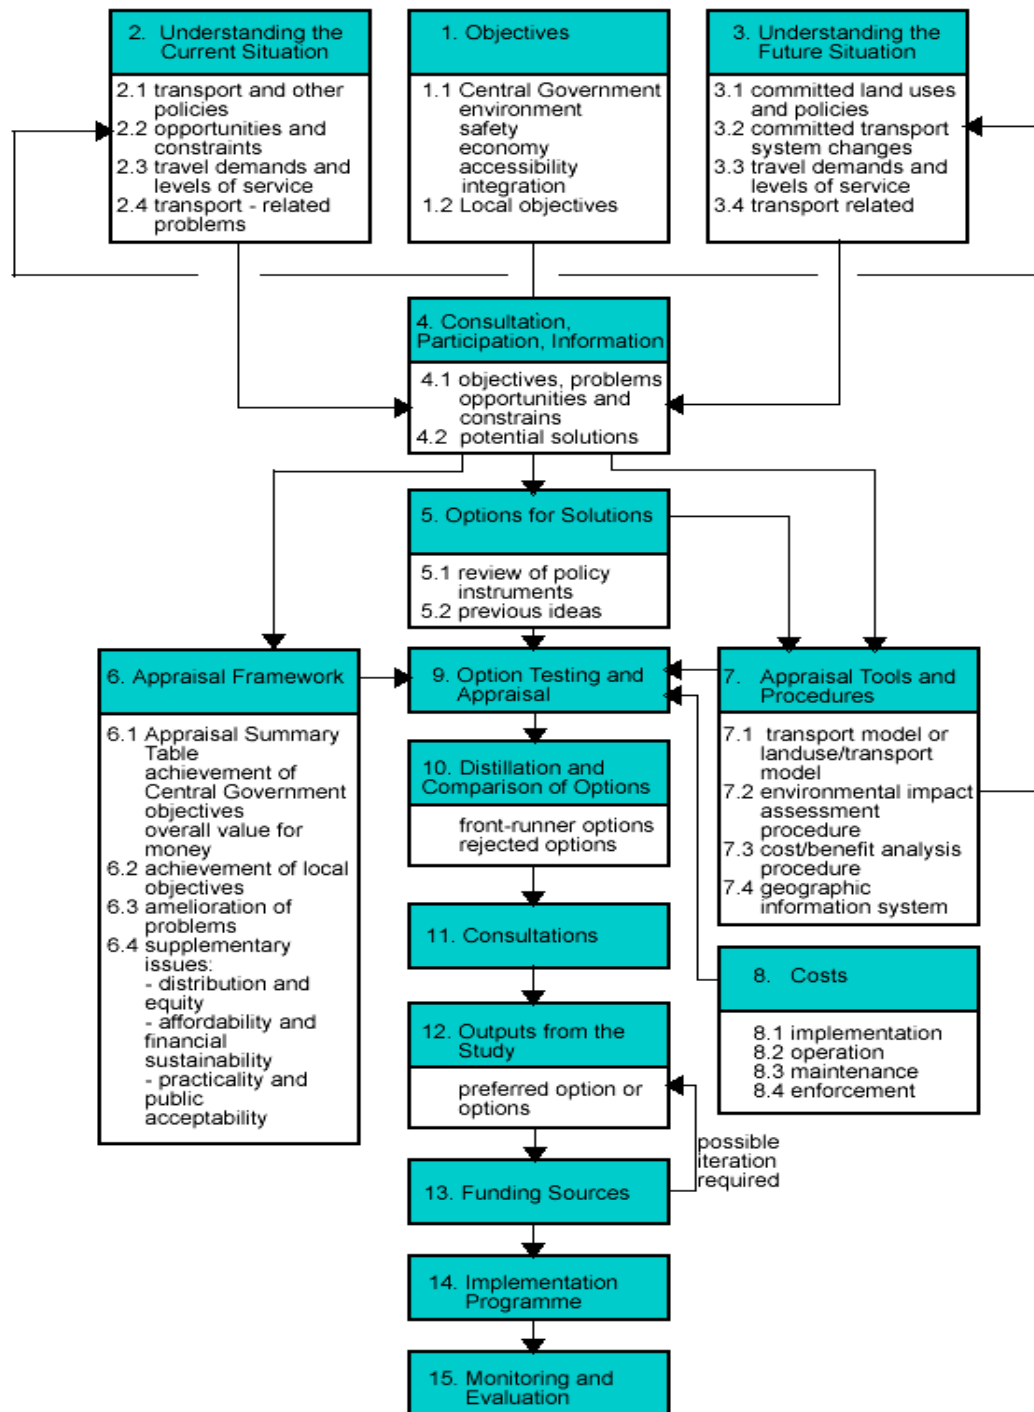 2. Understanding the
Current Situation
2.1 transport and other
policies
2.2 opportunities and
constraints
2.3 travel demands and
levels of service
2.4 transport - related
problems
1. Objectives
1.1 Central Government
environment
safety
economy
accessibility
integration
1.2 Local objectives
3. Understanding the
Future Situation
3.1 committed land uses
and policies
3.2 committed transport
system changes
3.3 travel demands and
levels of service
3.4 transport related
4. Consultation,
Participation, Information
4.1 objectives, problems
opportunities and
constrains
4.2 potential solutions
5. Options for Solutions
5.1 review of policy
instruments
5.2 previous ideas
6. Appraisal Framework
6.1 Appraisal Summary
Table
achievement of
Central Government
objectives
overall value for
money
6.2 achievement of local
objectives
6.3 amelioration of
problems
6.4 supplementary
issues:
- distribution and
equity
- affordability and
financial
sustainability
- practicality and
public
acceptability
9. Option Testing and
Appraisal
7. Appraisal Tools and
Procedures
7.1 transport model or
landuse/transport
model
7.2 environmental impact
assessment
procedure
7.3 cost/benefit analysis
procedure
7.4 geographic
information system
10. Distillation and
Comparison of Options
front-runner options
rejected options
11. Consultations
8. Costs
8.1 implementation
8.2 operation
8.3 maintenance
8.4 enforcement
12. Outputs from the
Study
preferred option or
options
possible
iteration
required
13. Funding Sources
14. Implementation
Programme
15. Monitoring and
Evaluation